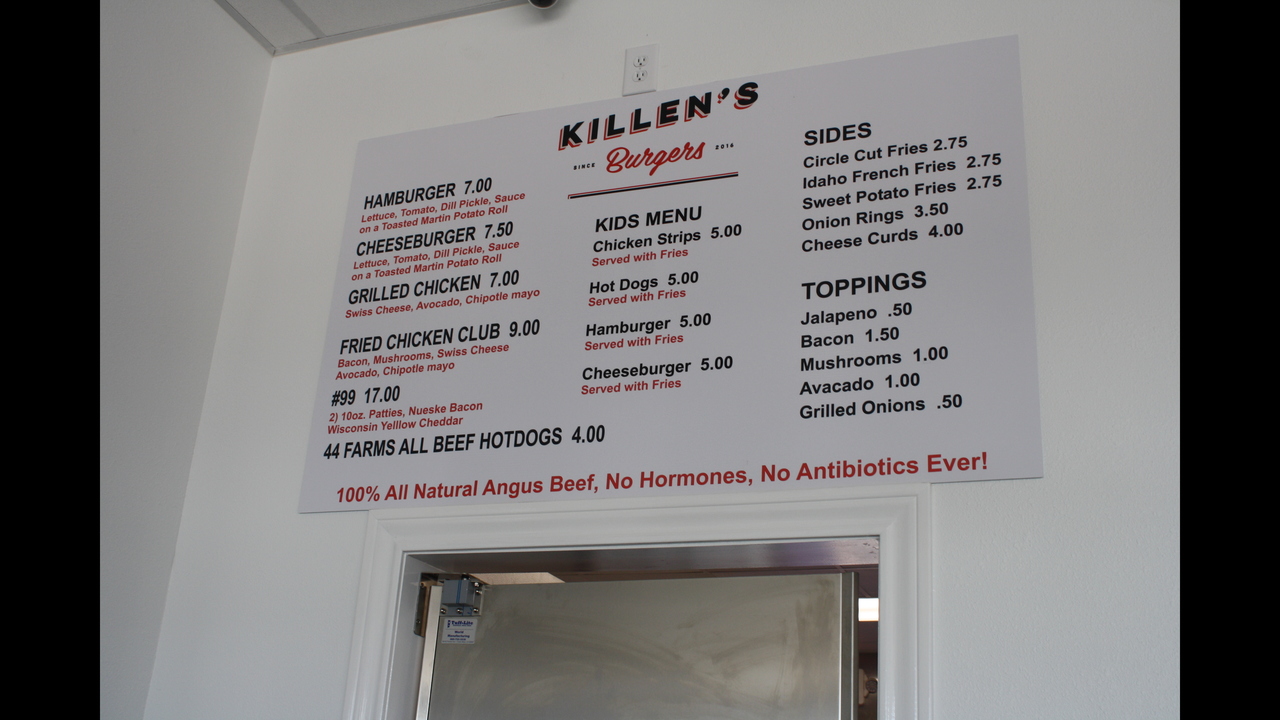 KILLEN'S
SINCE Burgers 2016
HAMBURGER 7.00
Lettuce, Tomato, Dill Pickle, Sauce
on a Toasted Martin Potato Roll
CHEESEBURGER 7.50
Lettuce, Tomato, Dill Pickle, Sauce
on a Toasted Martin Potato Roll
GRILLED CHICKEN 7.00
Swiss Cheese, Avocado, Chipotle mayo
FRIED CHICKEN CLUB 9.00
Bacon, Mushrooms, Swiss Cheese
Avocado, Chipotle mayo
#99 17.00
2) 10oz. Patties, Nueske Bacon
Wisconsin Yelllow Cheddar
44 FARMS ALL BEEF HOTDOGS 4.00
KIDS MENU
Chicken Strips 5.00
Served with Fries
Hot Dogs 5.00
Served with Fries
Hamburger 5.00
Served with Fries
Cheeseburger 5.00
Served with Fries
SIDES
Circle Cut Fries 2.75
Idaho French Fries 2.75
Sweet Potato Fries 2.75
Onion Rings 3.50
Cheese Curds 4.00
TOPPINGS
Jalapeno .50
Bacon 1.50
Mushrooms 1.00
Avacado 1.00
Grilled Onions .50
100% All Natural Angus Beef, No Hormones, No Antibiotics Ever!